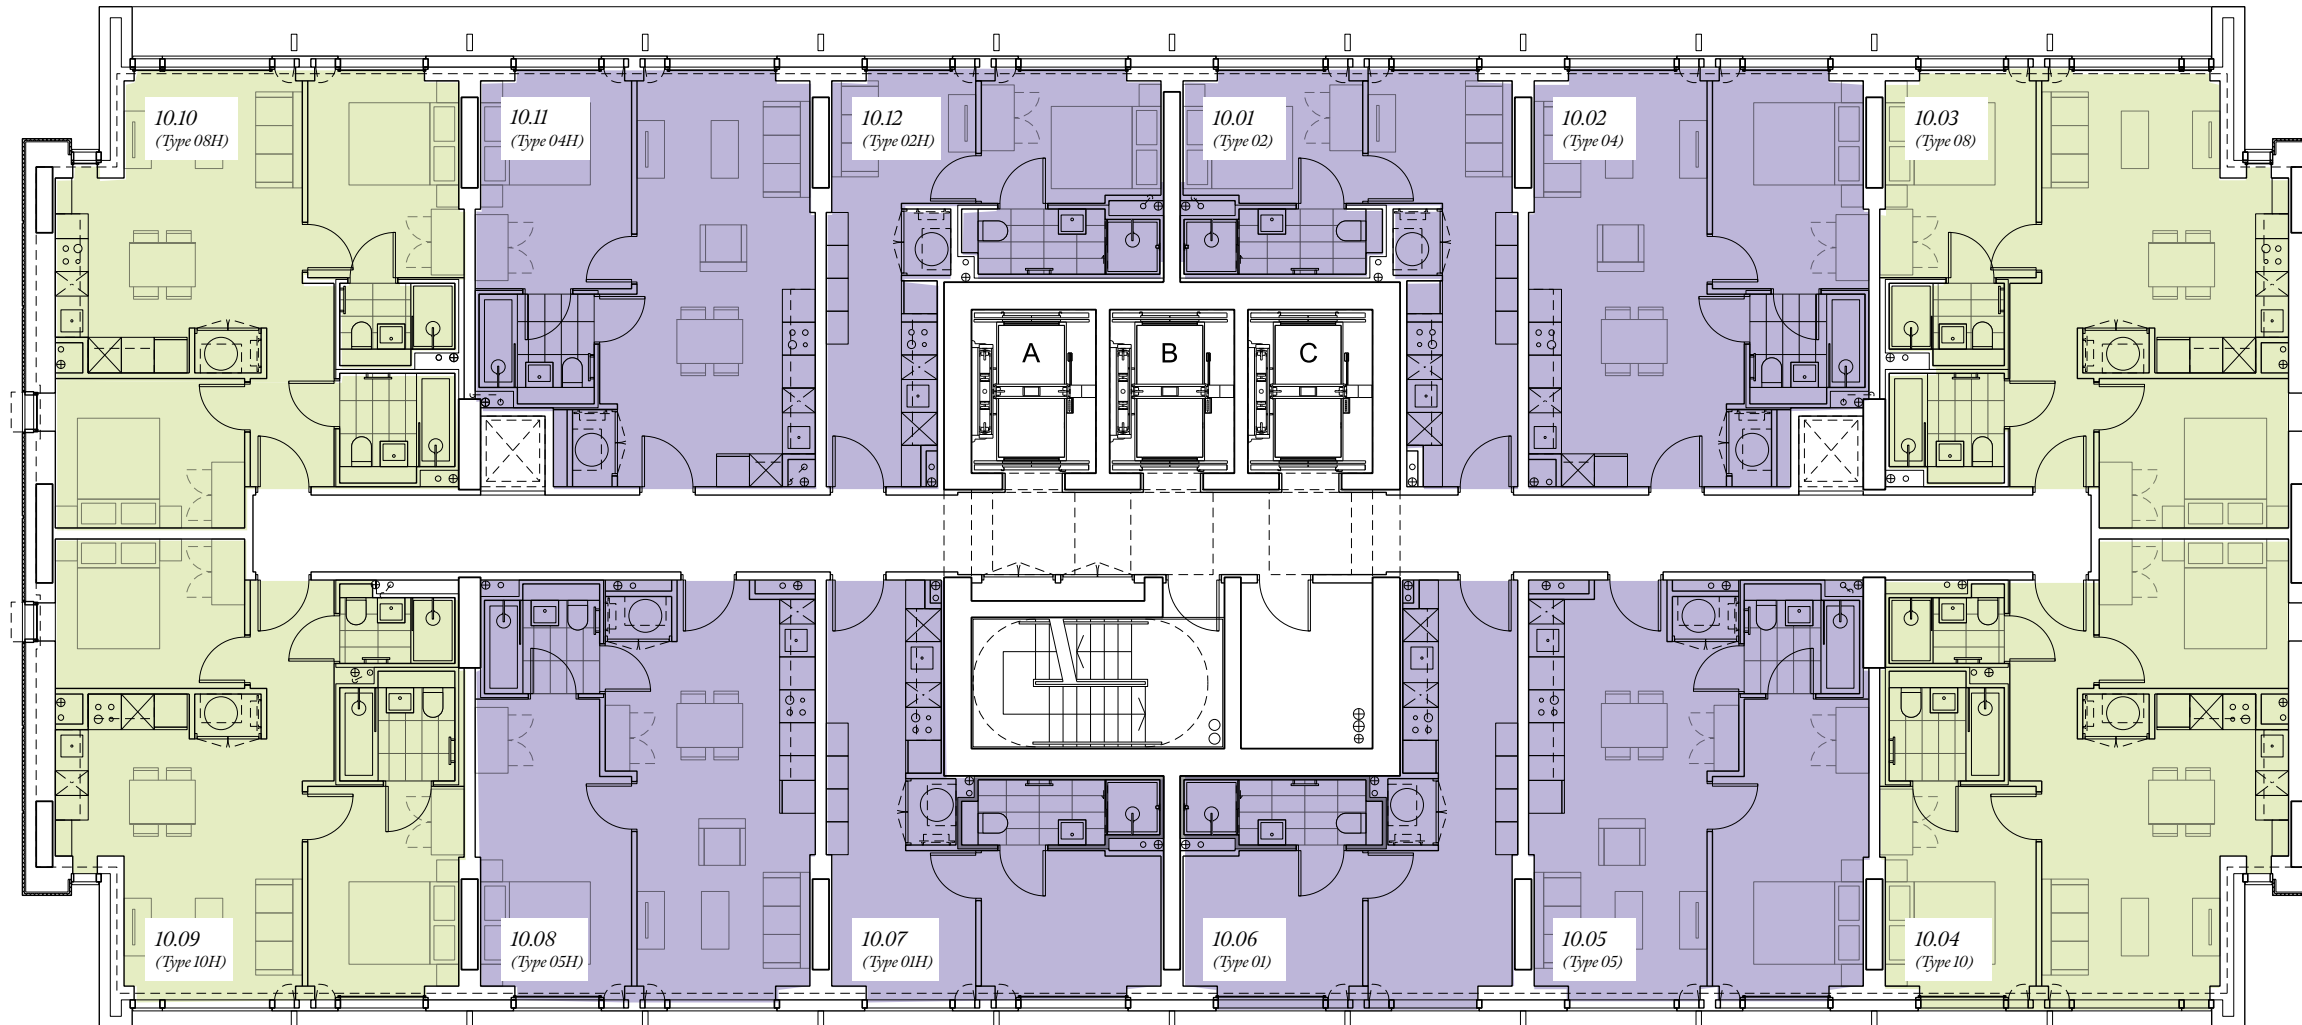 10.10
(Type 08H)
10.11
(Type 04H)
10.12
(Type 02H)
10.01
(Type 02)
10.02
(Type 04)
10.03
(Type 08)
A
B
C
10.09
(Type 10H)
10.08
(Type 05H)
10.07
(Type 01H)
10.06
(Type 01)
10.05
(Type 05)
10.04
(Type 10)